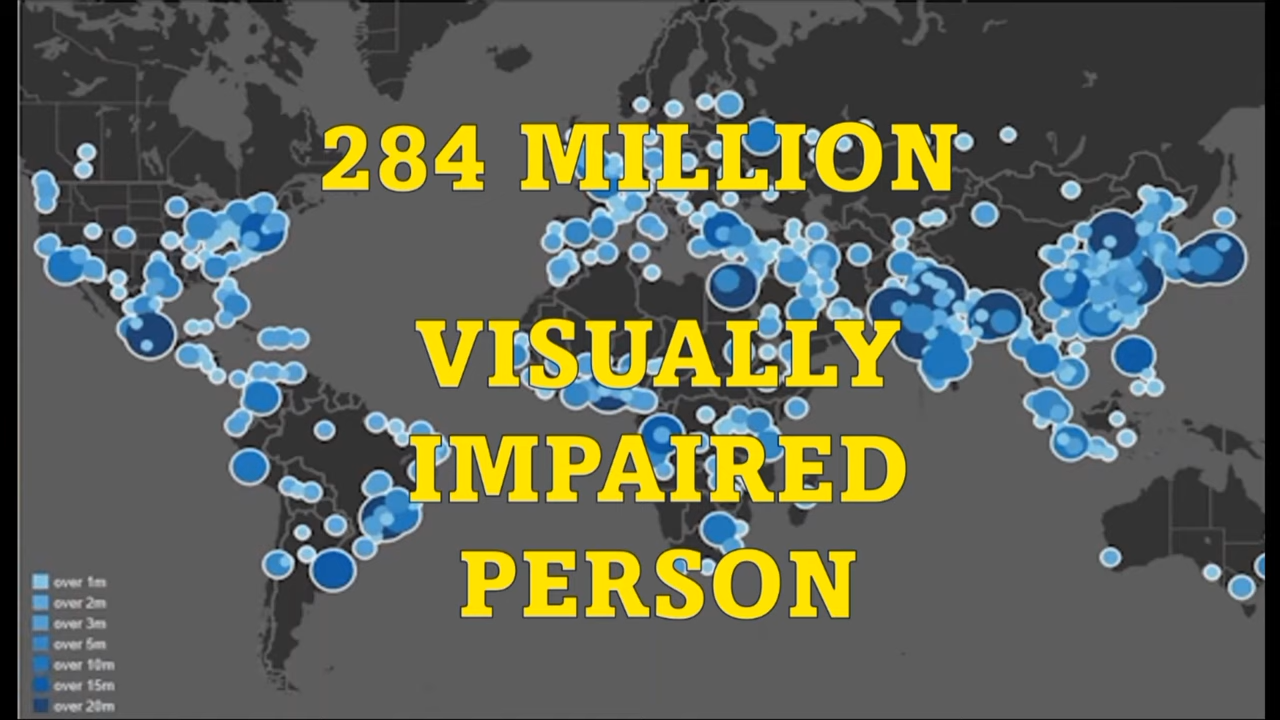 284 MILLION
VISUALLY
IMPAIRED
PERSON
over 1m
over 2m
over 3m
over 5m
over 10m
over 15m
over 20m